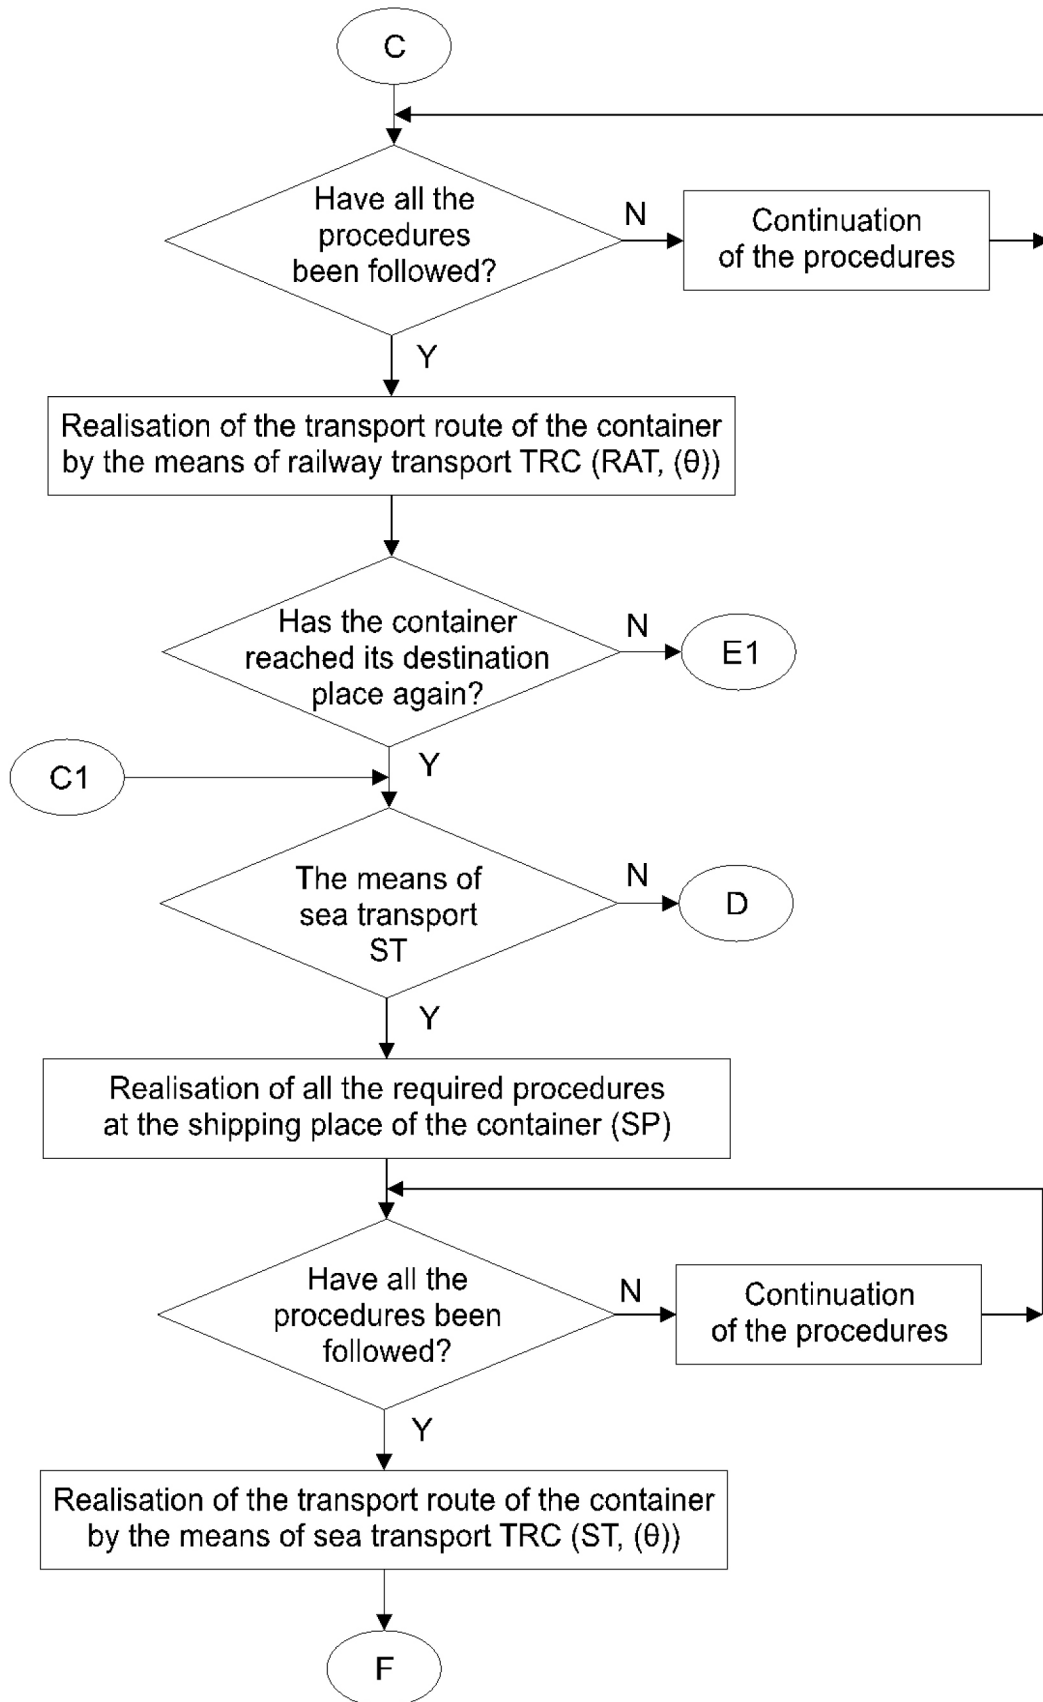 C
Have all the
procedures
been followed?
N
Continuation
of the procedures
Y
Realisation of the transport route of the container
by the means of railway transport TRC (RAT, (θ))
Has the container
reached its destination
place again?
N
E1
Y
C1
The means of
sea transport
ST
N
D
Y
Realisation of all the required procedures
at the shipping place of the container (SP)
Have all the
procedures been
followed?
N
Continuation
of the procedures
Y
Realisation of the transport route of the container
by the means of sea transport TRC (ST, (θ))
F